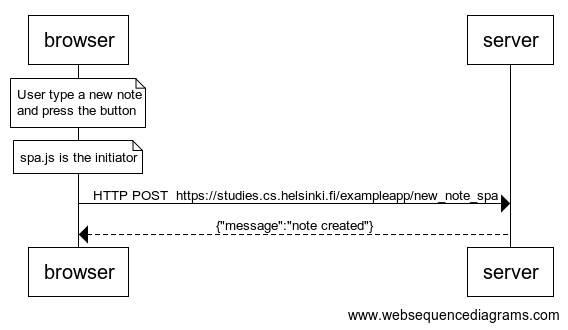 browser
server
User type a new note
and press the button
spa.js is the initiator
HTTP POST  https://studies.cs.helsinki.fi/exampleapp/new_note_spa
{"message":"note created"}
browser
server
www.websequencediagrams.com